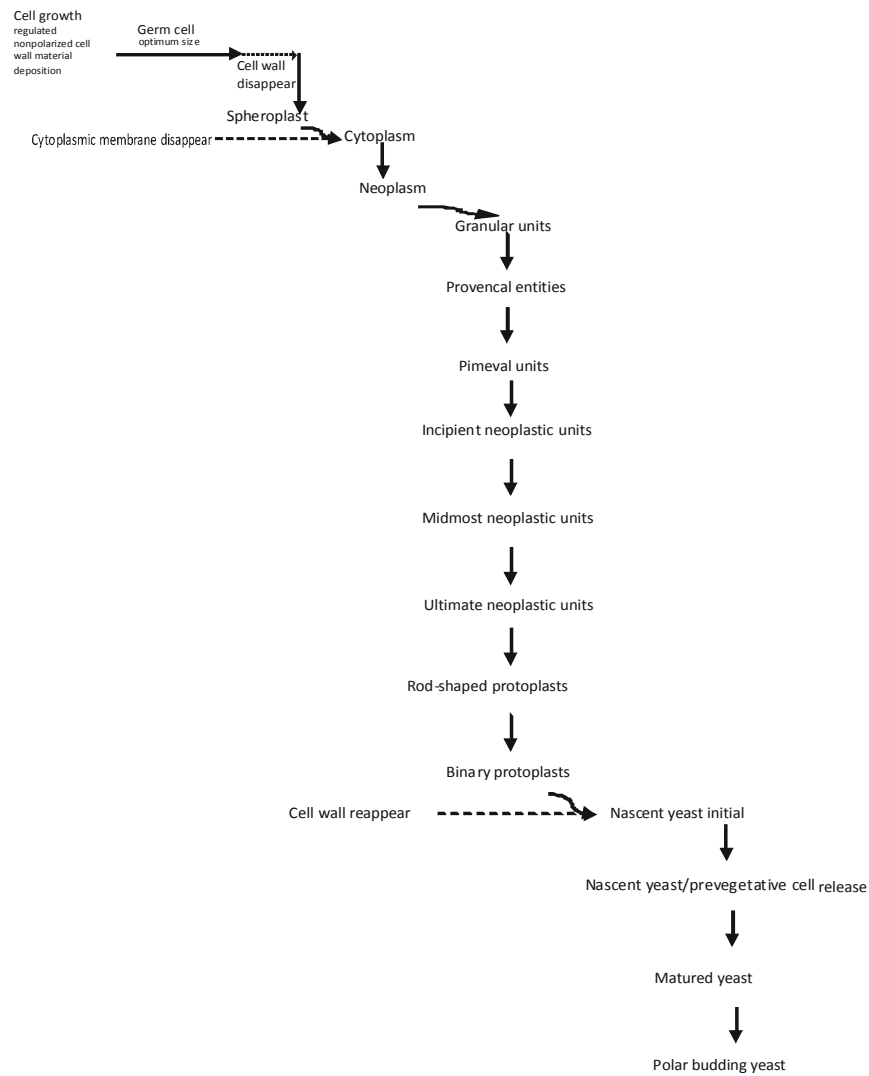 Cell growth
regulated
nonpolarized cell
wall material
deposition
Germ cell
optimum size
Cell wall
disappear
Spheroplast
Cytoplasmic membrane disappear
Cytoplasm
Neoplasm
Granular units
Provencal entities
Pimeval units
Incipient neoplastic units
Midmost neoplastic units
Ultimate neoplastic units
Rod-shaped protoplasts
Binary protoplasts
Cell wall reappear
Nascent yeast initial
Nascent yeast/prevegetative cell release
Matured yeast
Polar budding yeast